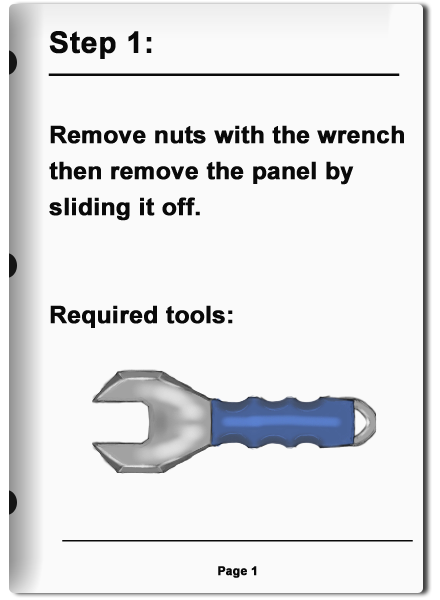 Step 1:
Remove nuts with the wrench
then remove the panel by
sliding it off.
Required tools:
Page 1